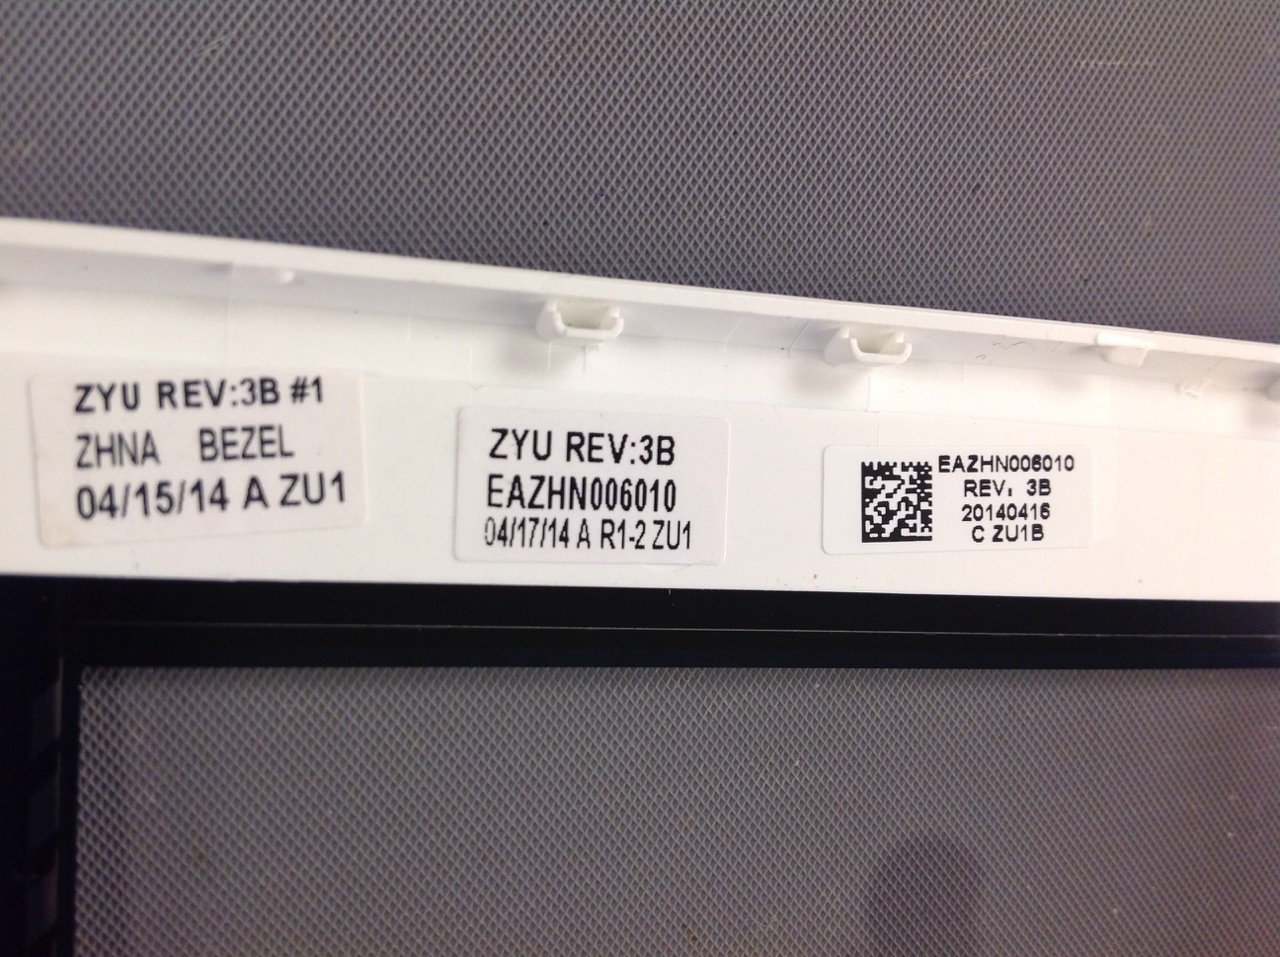 ZYU REV:3B #1
ZHNA BEZEL
04/15/14 A ZU1
ZYU REV:3B
EAZHN006010
04/17/14 A R1-2 ZU1
EAZHN006010
REV: 3B
20140416
C ZU1B